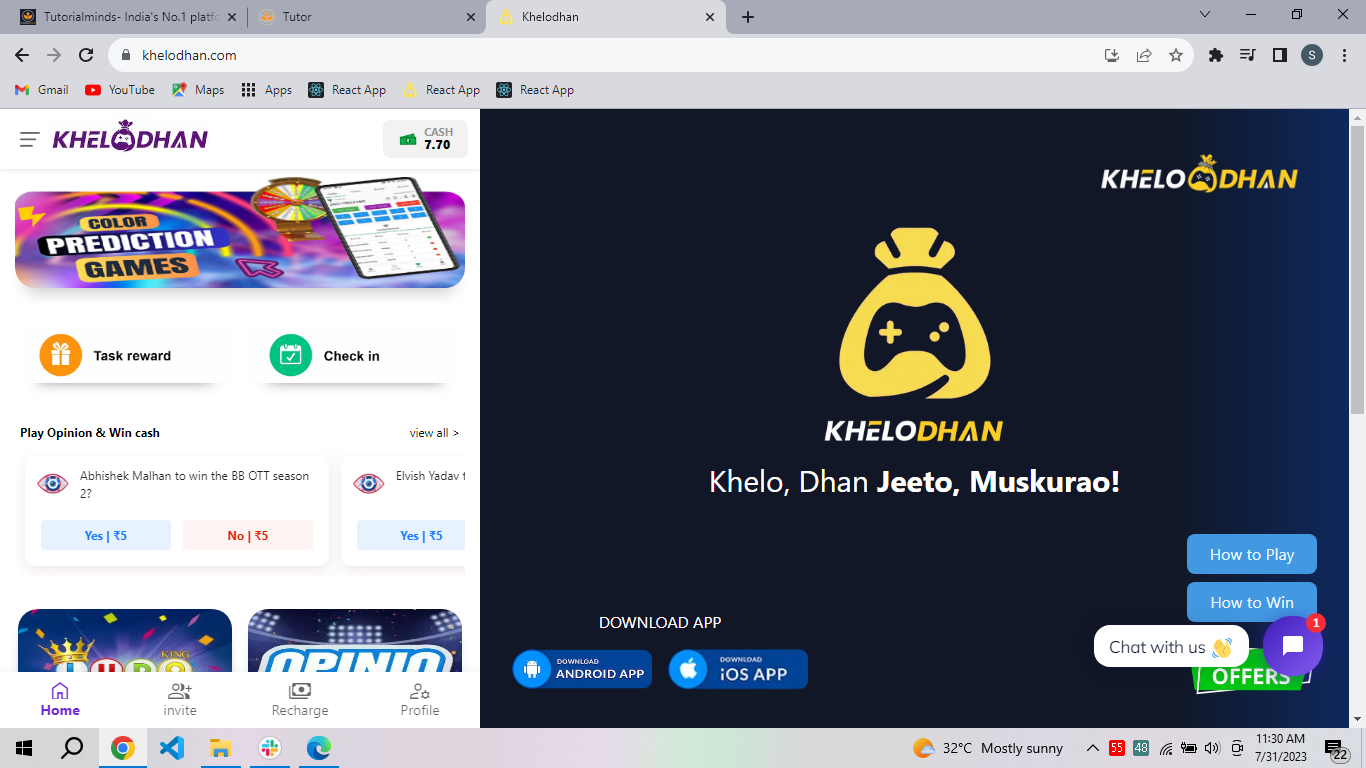 Tutorialminds- India's No.1 platfo
Tutor
Khelodhan
khelodhan.com
S
Gmail
YouTube
Maps
Apps
React App
React App
React App
KHELODHAN
CASH
7.70
COLOR
PREDICTION
GAMES
Task reward
Check in
Play Opinion & Win cash
view all >
Abhishek Malhan to win the BB OTT season
2?
Yes | ₹5
No | ₹5
Elvish Yadav t
Yes | ₹5
KING
LUDO
OPINIO
Home
invite
Recharge
Profile
KHELODHAN
KHELODHAN
Khelo, Dhan Jeeto, Muskurao!
How to Play
How to Win
DOWNLOAD APP
DOWNLOAD
ANDROID APP
DOWNLOAD
iOS APP
Chat with us 👋
1
OFFERS
32°C Mostly sunny
55
48
11:30 AM
7/31/2023
22